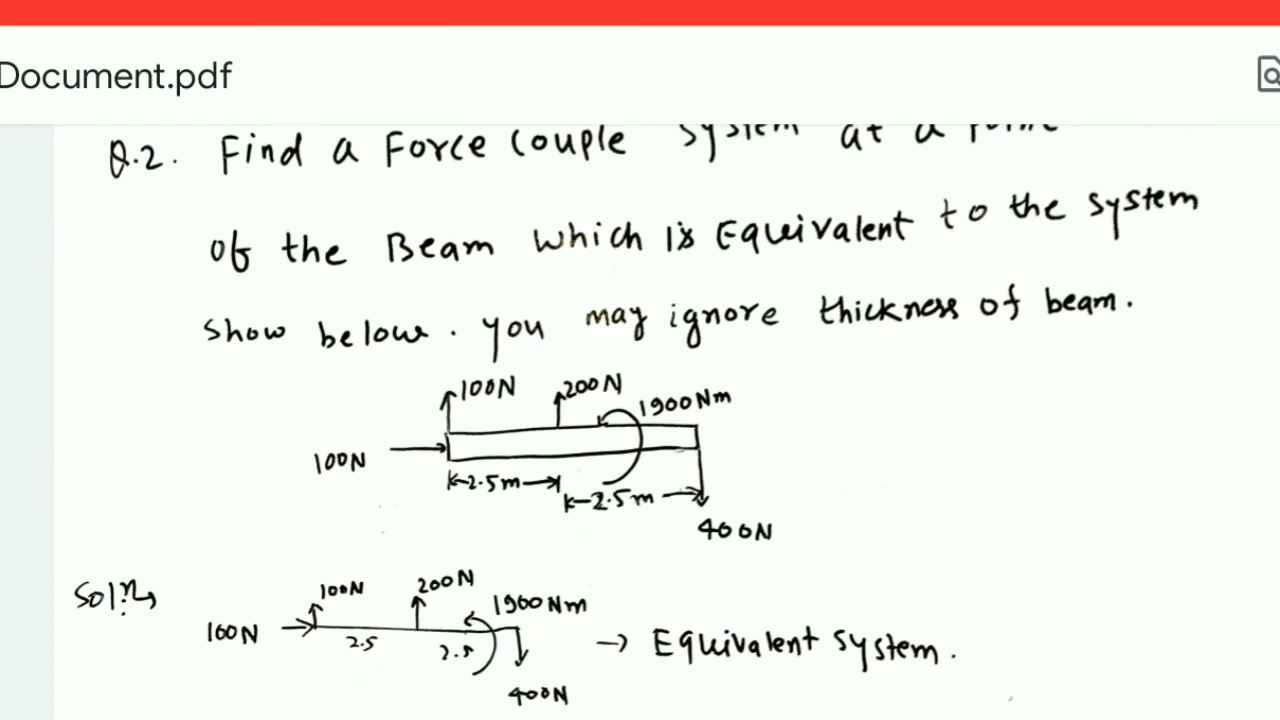 Document.pdf
Q.2. Find a Force Couple system at a
of the Beam which is Equivalent to the system
show below. you may ignore thickness of beam.
100N 200N
1900Nm
100N
2.5m
2.5m
400N
Sol?n 100N 200N
1900Nm
100N 2.5 2.5 → Equivalent system.
400N